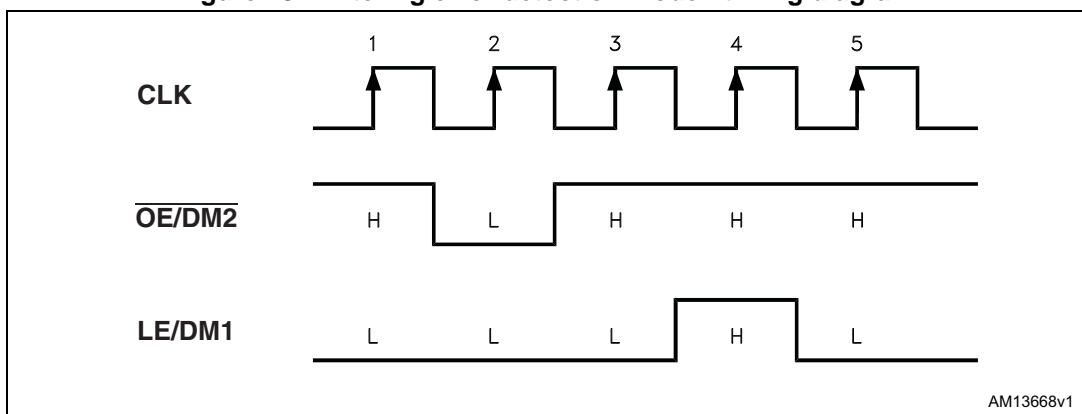 1 2 3 4 5
CLK
OE/DM2 H L H H H
LE/DM1 L L L H L
AM13668v1